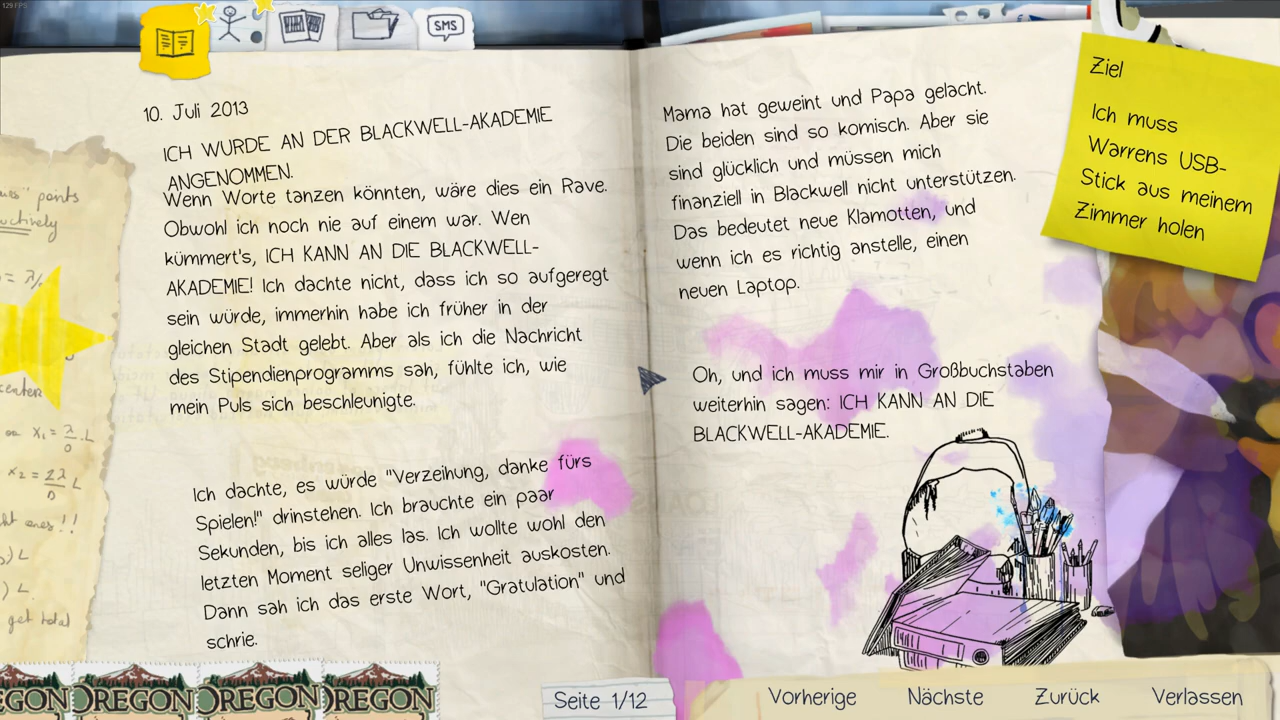 129 FPS
SMS
10. Juli 2013
ICH WURDE AN DER BLACKWELL-AKADEMIE
ANGENOMMEN.
Wenn Worte tanzen könnten, wäre dies ein Rave.
Obwohl ich noch nie auf einem war. Wen
kümmert's, ICH KANN AN DIE BLACKWELL-
AKADEMIE! Ich dachte nicht, dass ich so aufgeregt
sein würde, immerhin habe ich früher in der
gleichen Stadt gelebt. Aber als ich die Nachricht
des Stipendienprogramms sah, fühlte ich, wie
mein Puls sich beschleunigte.
Ich dachte, es würde "Verzeihung, danke fürs
Spielen!" drinstehen. Ich brauchte ein paar
Sekunden, bis ich alles las. Ich wollte wohl den
letzten Moment seliger Unwissenheit auskosten.
Dann sah ich das erste Wort, "Gratulation" und
schrie.
Mama hat geweint und Papa gelacht.
Die beiden sind so komisch. Aber sie
sind glücklich und müssen mich
finanziell in Blackwell nicht unterstützen.
Das bedeutet neue Klamotten, und
wenn ich es richtig anstelle, einen
neuen Laptop.
Oh, und ich muss mir in Großbuchstaben
weiterhin sagen: ICH KANN AN DIE
BLACKWELL-AKADEMIE.
Ziel
Ich muss
Warrens USB-
Stick aus meinem
Zimmer holen
points
get total
EGON OREGON OREGON OREGON
Seite 1/12
Vorherige
Nächste
Zurück
Verlassen